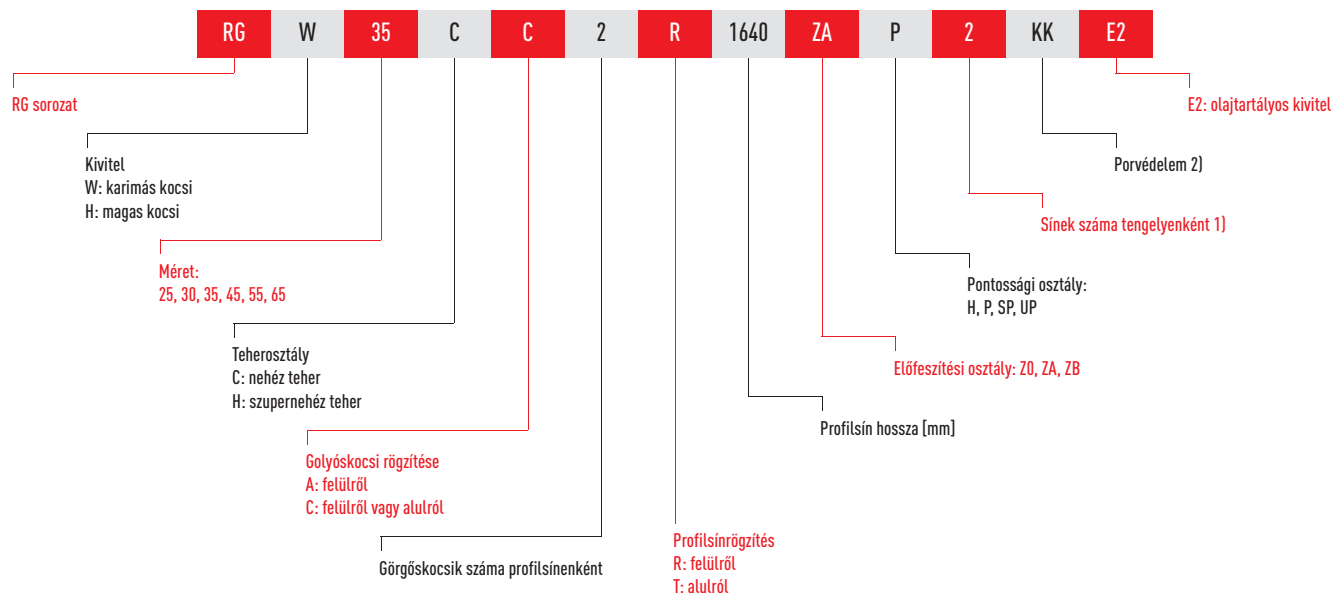 RG W 35 C C 2 R 1640 ZA P 2 KK E2
RG sorozat
E2: olajtartályos kivitel
Kivitel
W: karimás kocsi
H: magas kocsi
Porvédelem 2)
Sínek száma tengelyenként 1)
Méret:
25, 30, 35, 45, 55, 65
Pontossági osztály:
H, P, SP, UP
Teherosztály
C: nehéz teher
H: szupernehéz teher
Előfeszítési osztály: Z0, ZA, ZB
Profilsín hossza [mm]
Golyóskocsi rögzítése
A: felülről
C: felülről vagy alulról
Görgőskocsik száma profilsínenként
Profilsínrögzítés
R: felülről
T: alulról